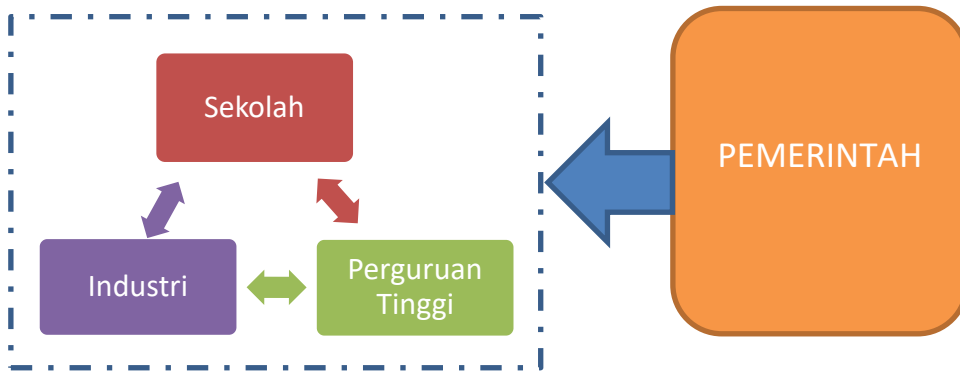 Sekolah
PEMERINTAH
Industri
Perguruan
Tinggi